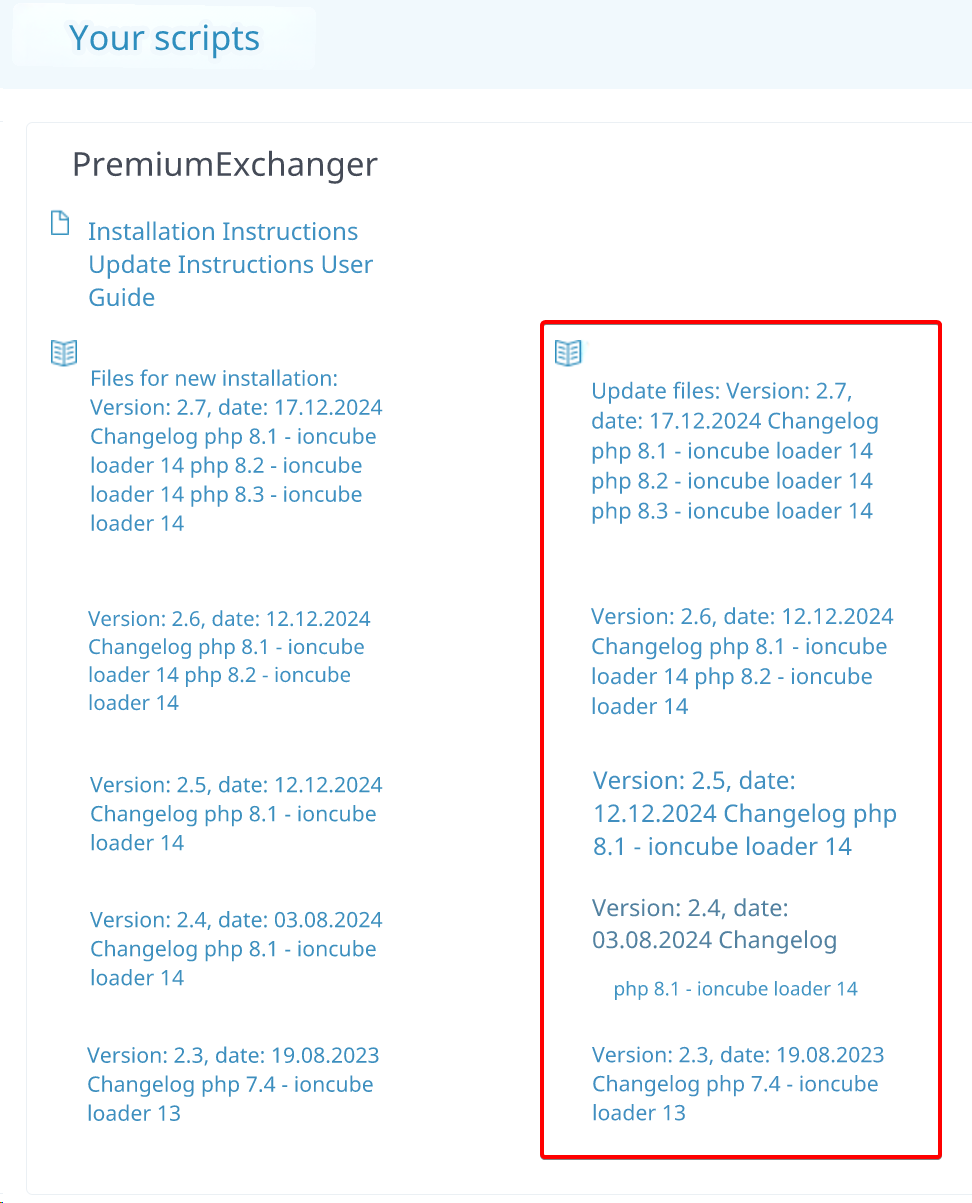 Your scripts
PremiumExchanger
Installation Instructions
Update Instructions User
Guide
Files for new installation:
Version: 2.7, date: 17.12.2024
Changelog php 8.1 - ioncube
loader 14 php 8.2 - ioncube
loader 14 php 8.3 - ioncube
loader 14
Version: 2.6, date: 12.12.2024
Changelog php 8.1 - ioncube
loader 14 php 8.2 - ioncube
loader 14
Version: 2.5, date: 12.12.2024
Changelog php 8.1 - ioncube
loader 14
Version: 2.4, date: 03.08.2024
Changelog php 8.1 - ioncube
loader 14
Version: 2.3, date: 19.08.2023
Changelog php 7.4 - ioncube
loader 13
Update files: Version: 2.7,
date: 17.12.2024 Changelog
php 8.1 - ioncube loader 14
php 8.2 - ioncube loader 14
php 8.3 - ioncube loader 14
Version: 2.6, date: 12.12.2024
Changelog php 8.1 - ioncube
loader 14 php 8.2 - ioncube
loader 14
Version: 2.5, date:
12.12.2024 Changelog php
8.1 - ioncube loader 14
Version: 2.4, date:
03.08.2024 Changelog
php 8.1 - ioncube loader 14
Version: 2.3, date: 19.08.2023
Changelog php 7.4 - ioncube
loader 13